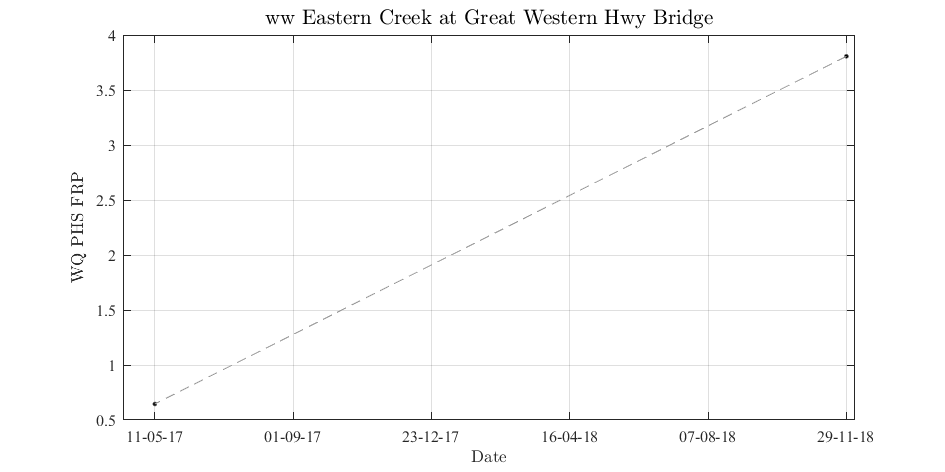 ww Eastern Creek at Great Western Hwy Bridge
4
3.5
3
2.5
2
1.5
1
0.5
WQ PHS FRP
11-05-17 01-09-17 23-12-17 16-04-18 07-08-18 29-11-18
Date